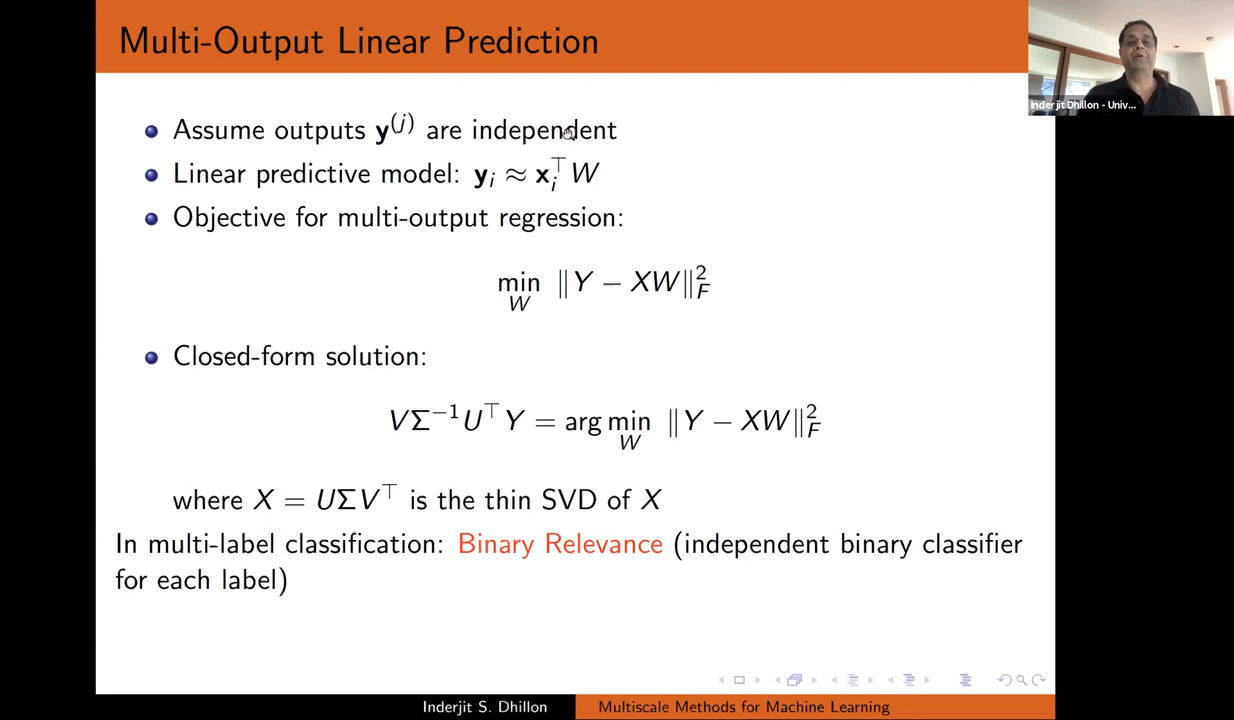 Multi-Output Linear Prediction
Inderjit Dhillon - Univ...
Assume outputs y^(j) are independent
Linear predictive model: y_i ≈ x_i^⊤ W
Objective for multi-output regression:
min_W ‖Y − XW‖_F^2
Closed-form solution:
VΣ^−1 U^⊤ Y = arg min_W ‖Y − XW‖_F^2
where X = UΣV^⊤ is the thin SVD of X
In multi-label classification: Binary Relevance (independent binary classifier
for each label)
Inderjit S. Dhillon Multiscale Methods for Machine Learning